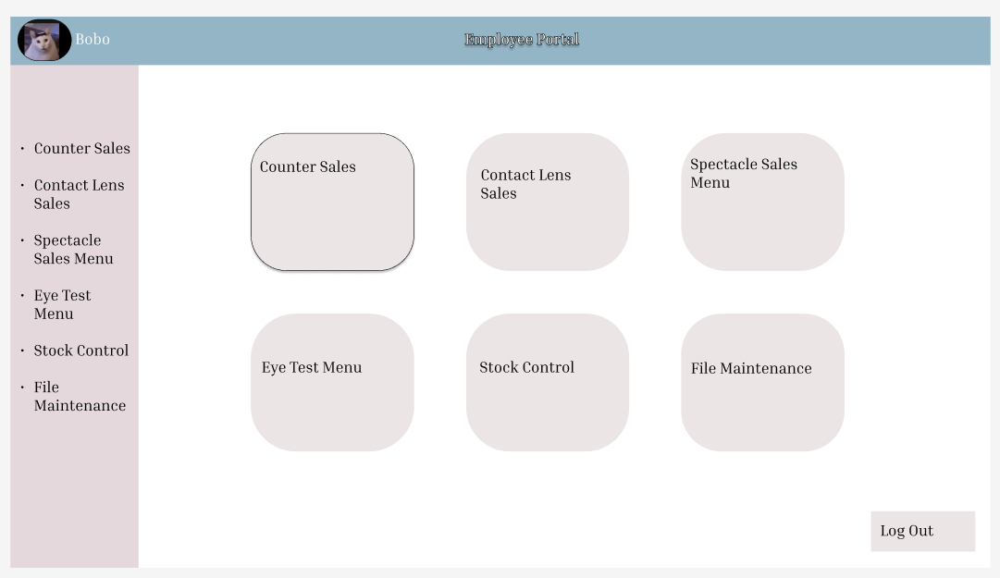 Bobo
Employee Portal
• Counter Sales
• Contact Lens
Sales
• Spectacle
Sales Menu
• Eye Test
Menu
• Stock Control
• File
Maintenance
Counter Sales
Contact Lens
Sales
Spectacle Sales
Menu
Eye Test Menu
Stock Control
File Maintenance
Log Out